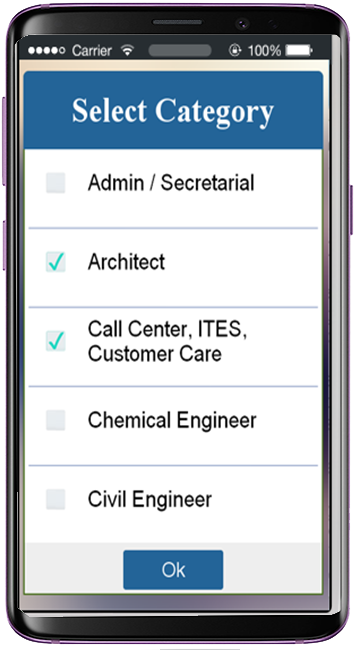 Carrier 100%
Select Category
Admin / Secretarial
Architect
Call Center, ITES,
Customer Care
Chemical Engineer
Civil Engineer
Ok